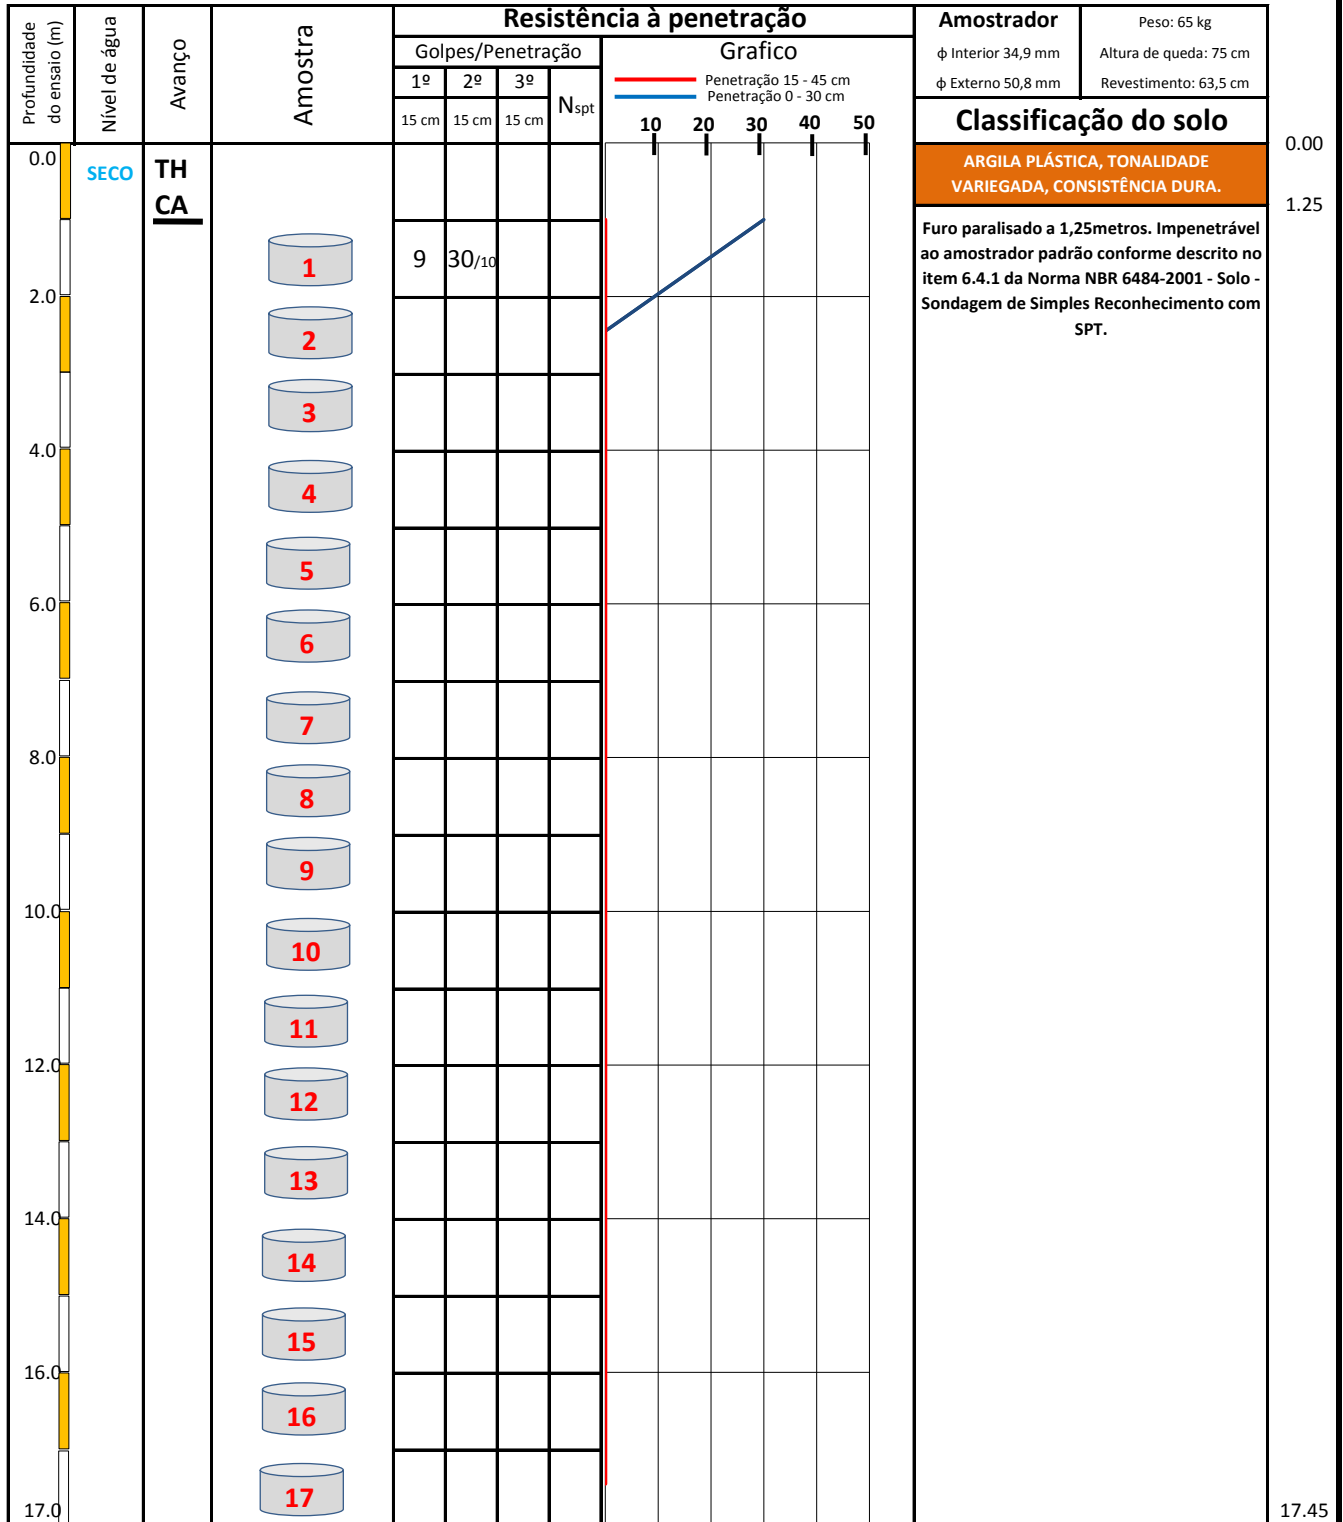 Profundidade
do ensaio (m)
Nível de água
Avanço
Amostra
Resistência à penetração
Golpes/Penetração
1º 2º 3º
Nspt
15 cm 15 cm 15 cm
Grafico
Penetração 15 - 45 cm
Penetração 0 - 30 cm
10 20 30 40 50
Amostrador
ф Interior 34,9 mm
ф Externo 50,8 mm
Peso: 65 kg
Altura de queda: 75 cm
Revestimento: 63,5 cm
Classificação do solo
0.0
SECO
TH
CA
ARGILA PLÁSTICA, TONALIDADE
VARIEGADA, CONSISTÊNCIA DURA.
0.00
1.25
Furo paralisado a 1,25metros. Impenetrável
ao amostrador padrão conforme descrito no
item 6.4.1 da Norma NBR 6484-2001 - Solo -
Sondagem de Simples Reconhecimento com
SPT.
1
9 30/10
2.0
2
3
4.0
4
5
6.0
6
7
8.0
8
9
10.0
10
11
12.0
12
13
14.0
14
15
16.0
16
17
17.0
17.45